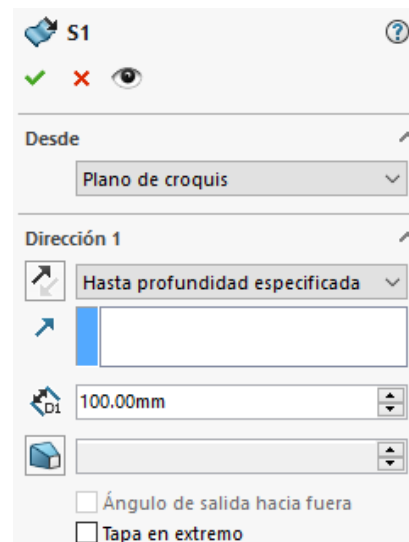 S1
?
Desde
Plano de croquis
Dirección 1
Hasta profundidad especificada
D1
100.00mm
Ángulo de salida hacia fuera
Tapa en extremo